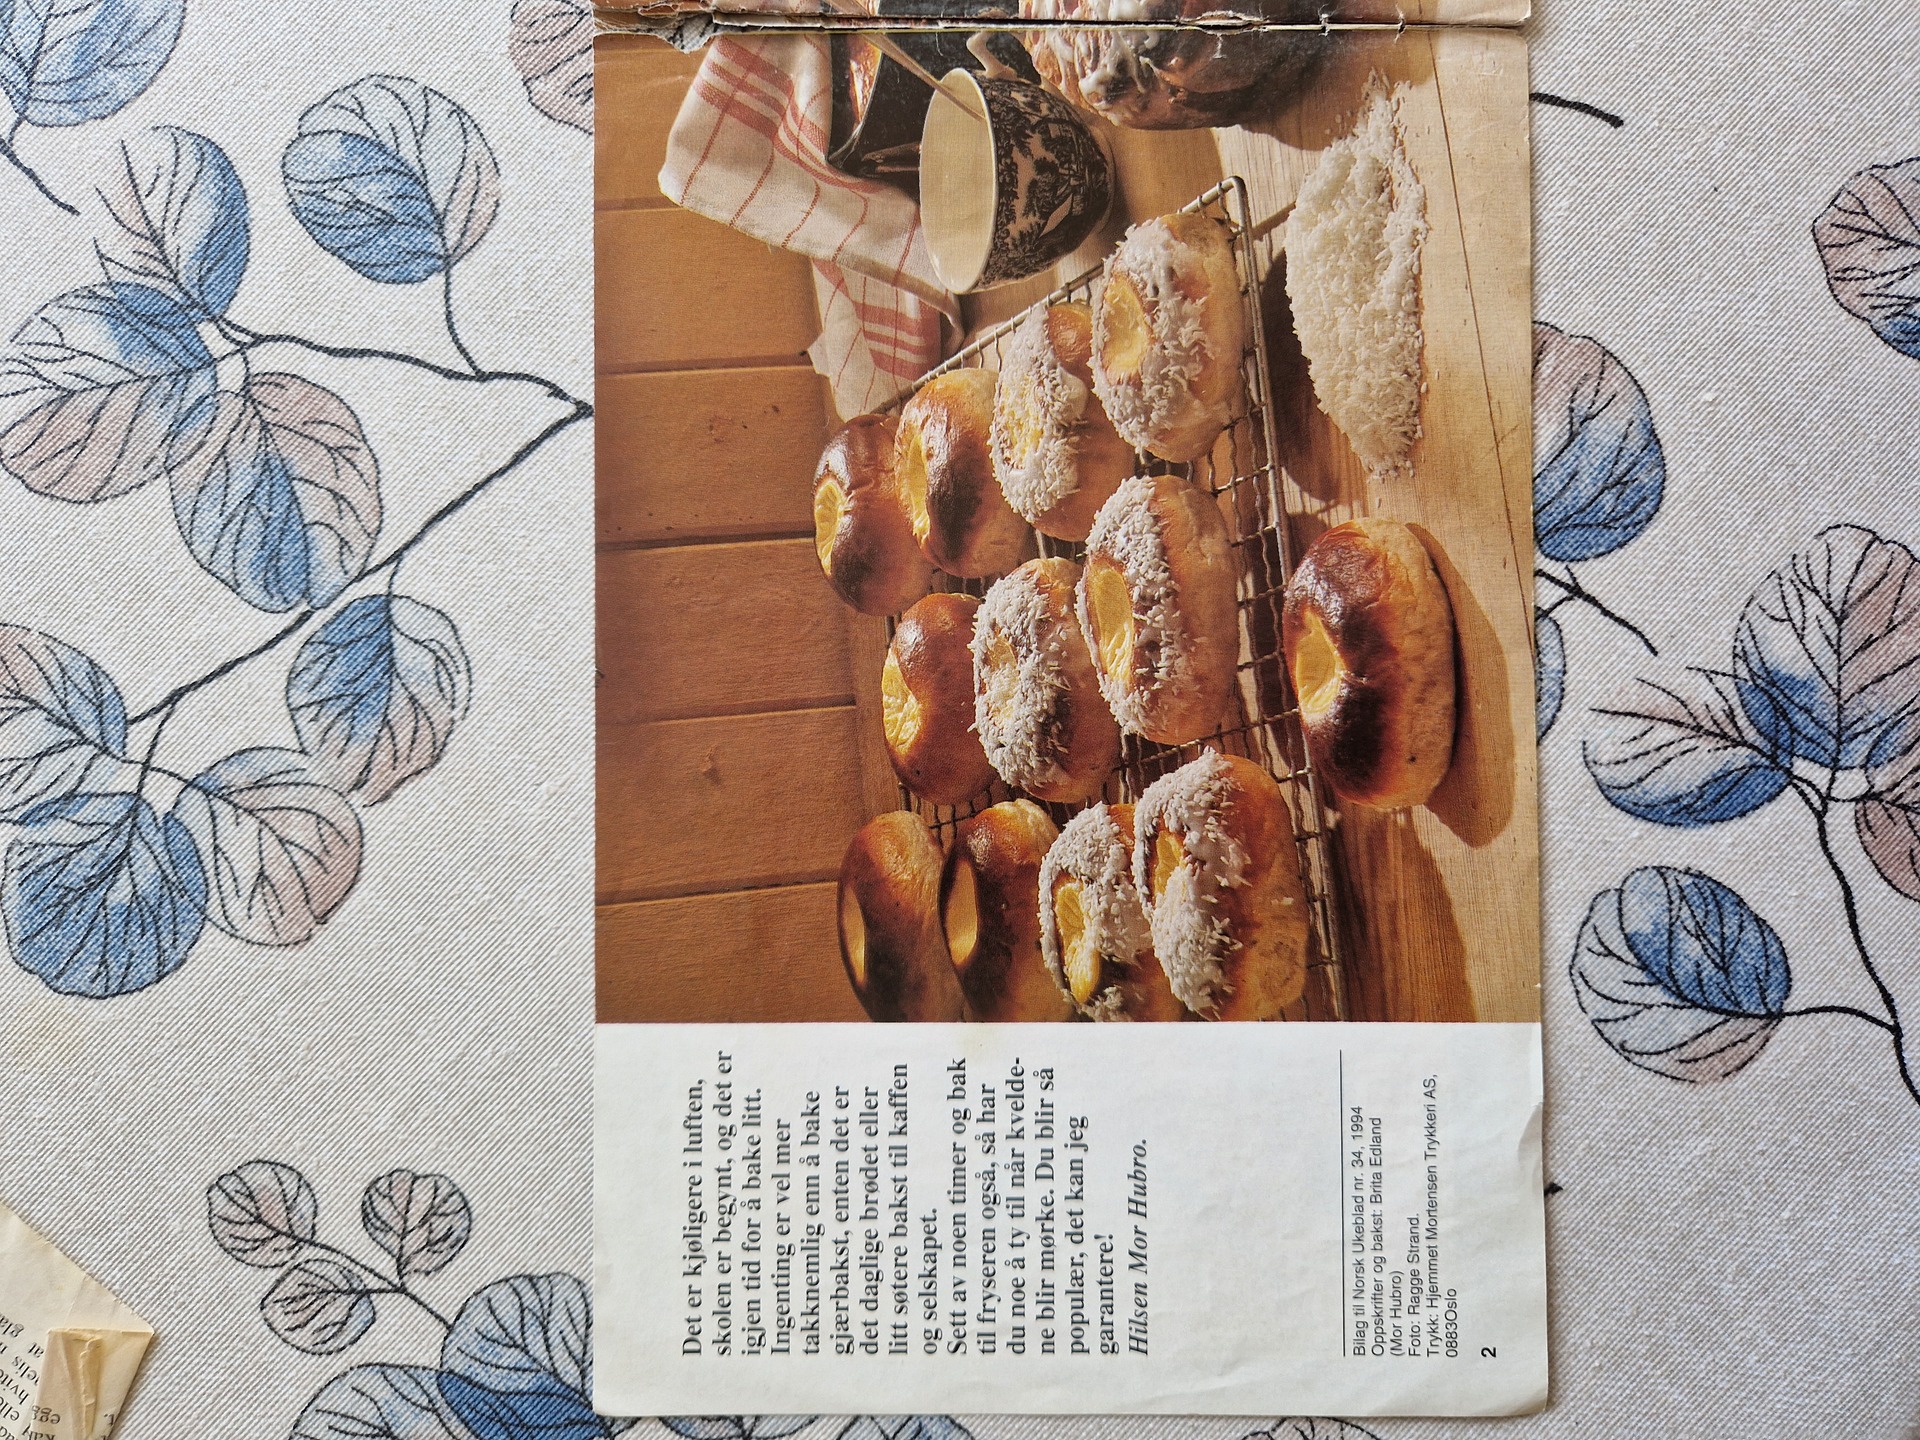 egg hvite
at
Det er kjøligere i luften,
skolen er begynt, og det er
igjen tid for å bake litt.
Ingenting er vel mer
takknemlig enn å bake
gjærbakst, enten det er
det daglige brødet eller
litt søtere bakst til kaffen
og selskapet.
Sett av noen timer og bak
til fryseren også, så har
du noe å ty til når kvelde-
ne blir mørke. Du blir så
populær, det kan jeg
garantere!
Hilsen Mor Hubro.
Bilag til Norsk Ukeblad nr. 34, 1994
Oppskrifter og bakst: Brita Edland
(Mor Hubro)
Foto: Ragge Strand.
Trykk: Hjemmet Mortensen Trykkeri AS,
0883Oslo
2